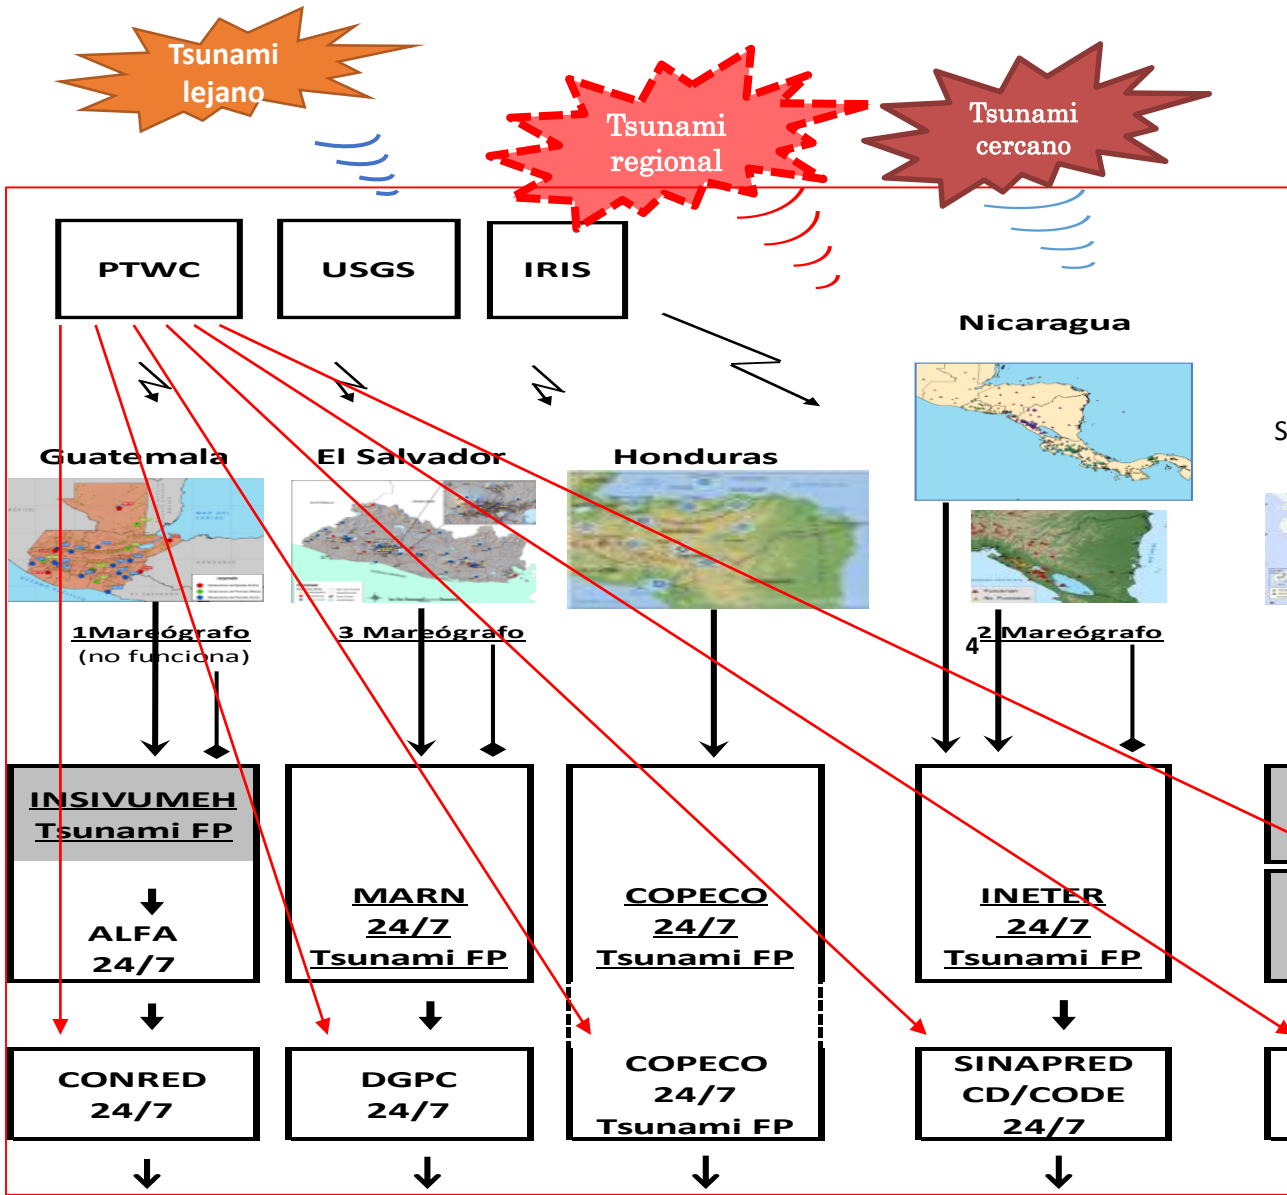 Tsunami
lejano
Tsunami
regional
Tsunami
cercano
PTWC
USGS
IRIS
Nicaragua
Guatemala
El Salvador
Honduras
S
MAR DEL
CARIBE
1Mareógrafo
(no funciona)
3 Mareógrafo
4
2 Mareógrafo
INSIVUMEH
Tsunami FP
ALFA
24/7
MARN
24/7
Tsunami FP
COPECO
24/7
Tsunami FP
INETER
24/7
Tsunami FP
CONRED
24/7
DGPC
24/7
COPECO
24/7
Tsunami FP
SINAPRED
CD/CODE
24/7